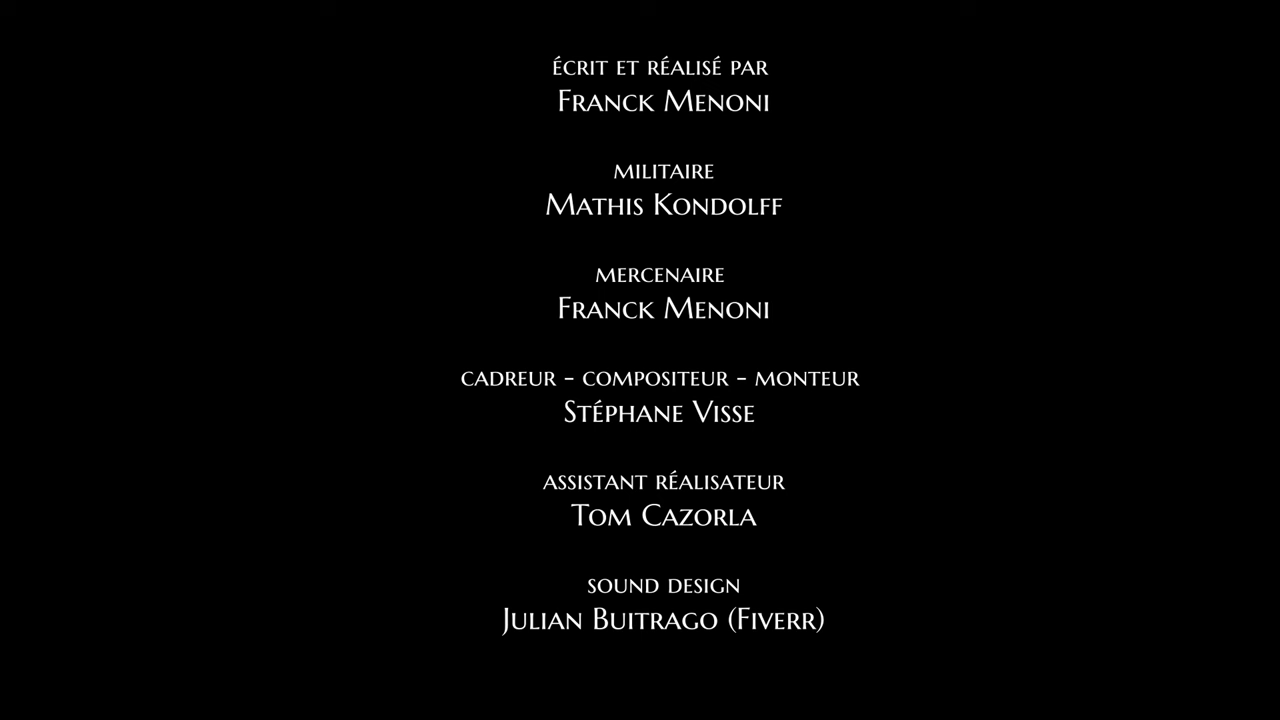 écrit et réalisé par
Franck Menoni
militaire
Mathis Kondolff
mercenaire
Franck Menoni
cadreur - compositeur - monteur
Stéphane Visse
assistant réalisateur
Tom Cazorla
sound design
Julian Buitrago (Fiverr)